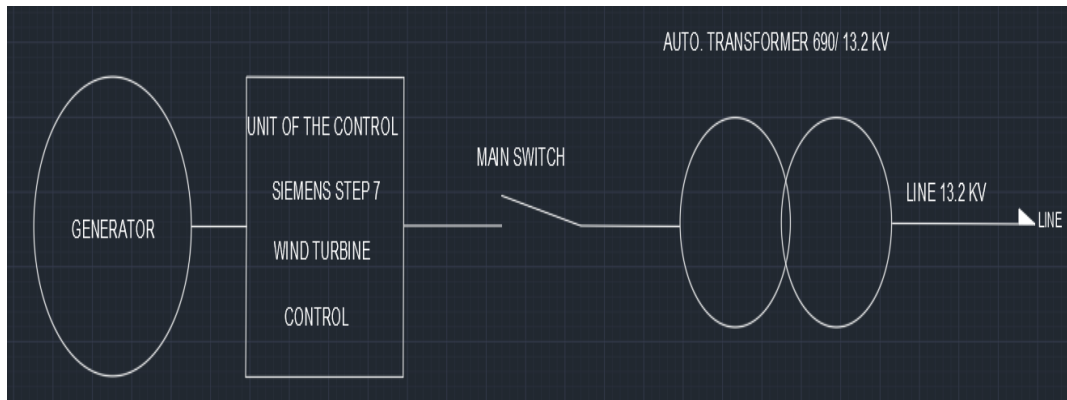 AUTO. TRANSFORMER 690/ 13.2 KV
UNIT OF THE CONTROL
SIEMENS STEP 7
WIND TURBINE
CONTROL
GENERATOR
MAIN SWITCH
LINE 13.2 KV
LINE